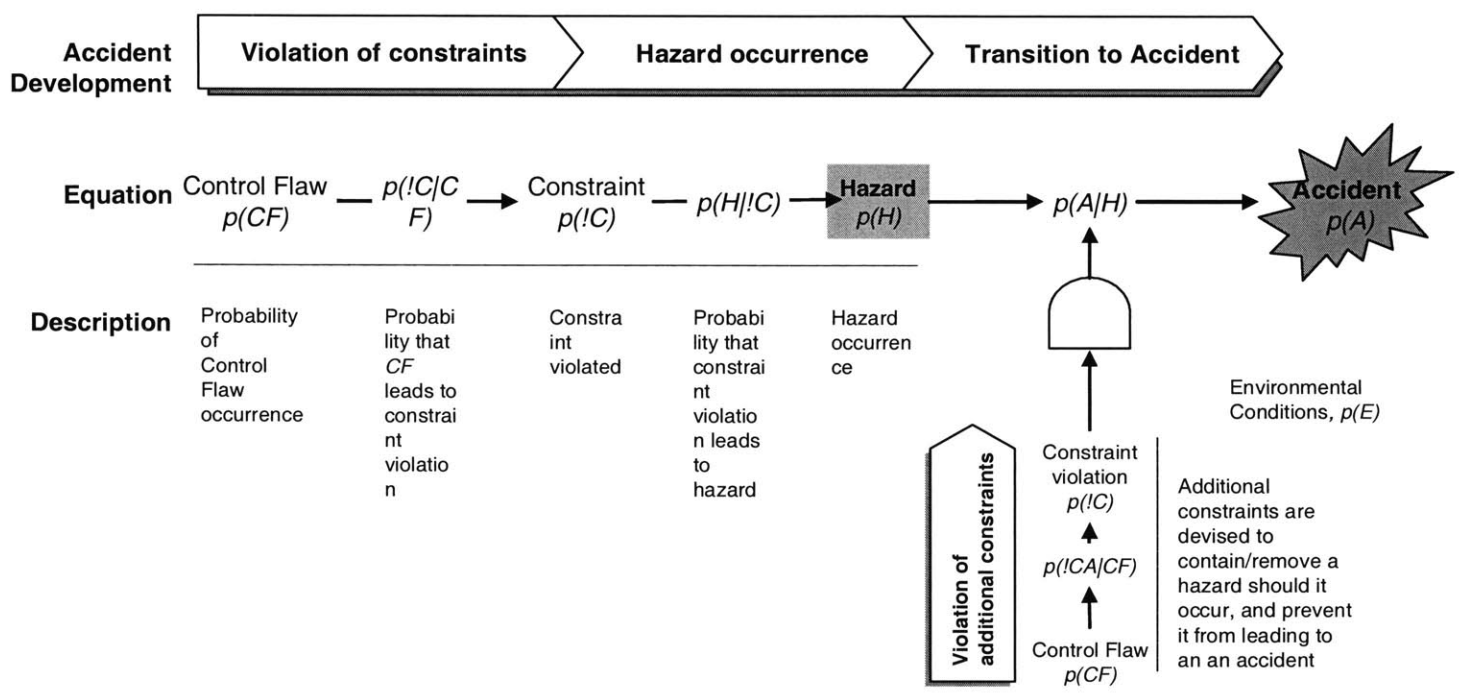 Accident
Development
Violation of constraints
Hazard occurrence
Transition to Accident
Equation
Control Flaw
p(CF)
p(!C|C
F)
Constraint
p(!C)
p(H|!C)
Hazard
p(H)
p(A|H)
Accident
p(A)
Description
Probability
of
Control
Flaw
occurrence
Probabi
lity that
CF
leads to
constrai
nt
violatio
n
Constra
int
violated
Probabi
lity that
constrai
nt
violatio
n leads
to
hazard
Hazard
occurren
ce
Environmental
Conditions, p(E)
Violation of
additional constraints
Constraint
violation
p(!C)
p(!CA|CF)
Control Flaw
p(CF)
Additional
constraints are
devised to
contain/remove a
hazard should it
occur, and prevent
it from leading to
an an accident